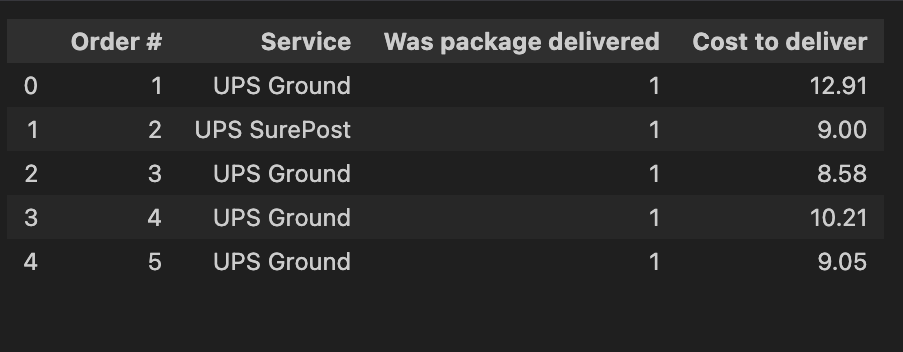 Order # Service Was package delivered Cost to deliver
0 1 UPS Ground 1 12.91
1 2 UPS SurePost 1 9.00
2 3 UPS Ground 1 8.58
3 4 UPS Ground 1 10.21
4 5 UPS Ground 1 9.05